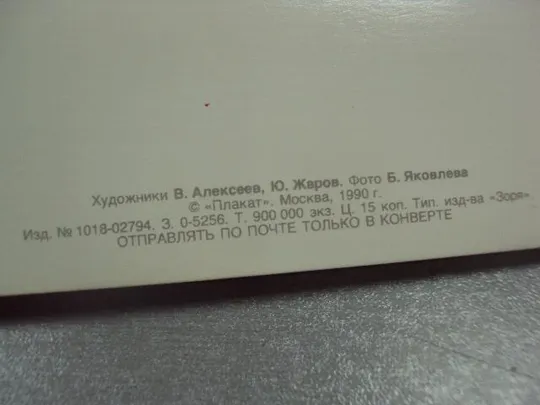 Художники В. Алексеев, Ю. Жаров. Фото Б. Яковлева
© «Плакат». Москва, 1990 г.
Изд. № 1018-02794. З. 0-5256. Т. 900 000 экз. Ц. 15 коп. Тип. изд-ва «Зоря».
ОТПРАВЛЯТЬ ПО ПОЧТЕ ТОЛЬКО В КОНВЕРТЕ